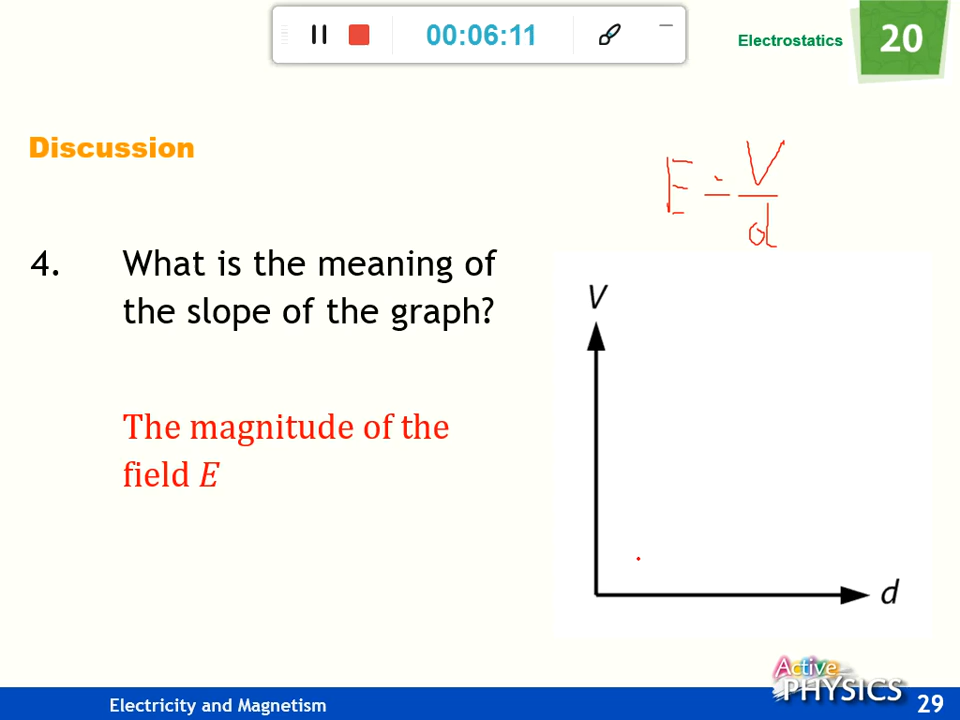 00:06:11
Electrostatics
20
Discussion
E = V/d
4. What is the meaning of
the slope of the graph?
V
The magnitude of the
field E
d
Active
PHYSICS
Electricity and Magnetism
29